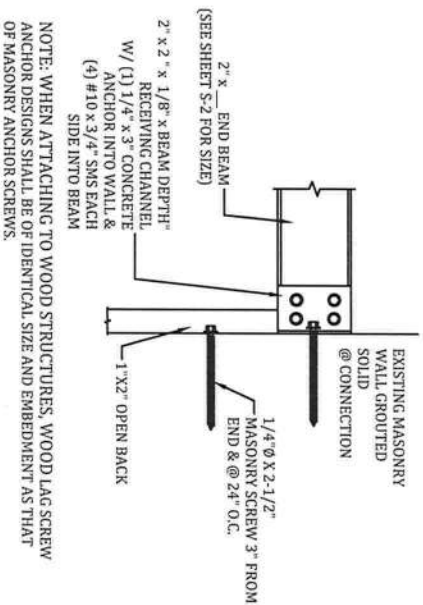 2" x __ END BEAM
(SEE SHEET S-2 FOR SIZE)
2" x 2 " x 1/8" x BEAM DEPTH"
RECEIVING CHANNEL
W/ (1) 1/4" x 3" CONCRETE
ANCHOR INTO WALL &
(4) #10 x 3/4" SMS EACH
SIDE INTO BEAM
EXISTING MASONRY
WALL GROUTED
SOLID
@ CONNECTION
1/4"Ø X 2-1/2"
MASONRY SCREW 3" FROM
END & @ 24" O.C.
1"X2" OPEN BACK
NOTE: WHEN ATTACHING TO WOOD STRUCTURES, WOOD LAG SCREW
ANCHOR DESIGNS SHALL BE OF IDENTICAL SIZE AND EMBEDMENT AS THAT
OF MASONRY ANCHOR SCREWS.